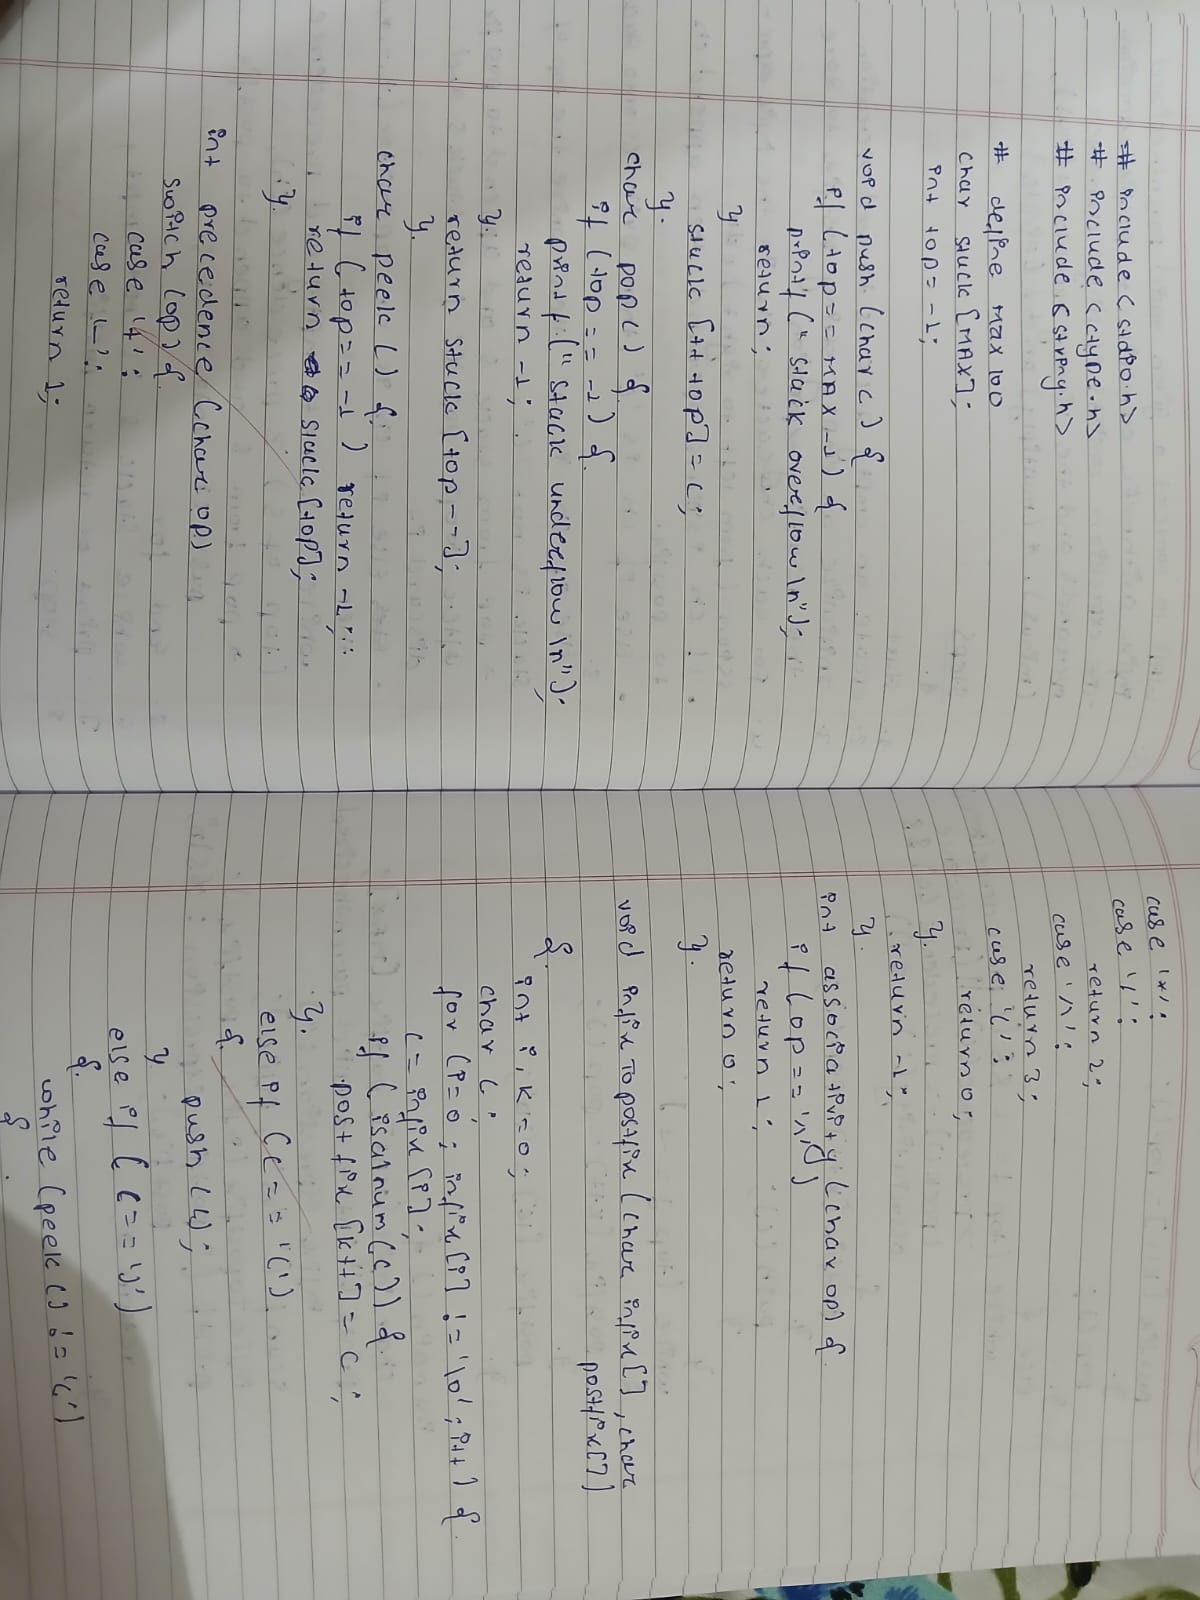 # include <stdio.h>
# include <ctype.h>
# include <string.h>
# define max 100
char stack [MAX];
int top = -1;
void push (char c) {
if (top == MAX -1) {
printf (" stack overflow \n");
return;
}
stack [++ top] = c;
}.
char pop () {
if (top == -1) {
printf (" stack underflow \n");
return -1;
}.
return stack [top --];
}.
char peek () {
if (top == -1) return -1;
return stack [top];
}.
int precedence (char op)
switch (op) {
case '+':
case '-':
return 1;
case '*':
case '/':
return 2;
case '^':
return 3;
case '(':
return 0;
}.
return -1;
}.
int associativity (char op) {
if (op == '^')
return 1;
return 0;
}.
void infix To postfix (char infix [], char
postfix [])
{.
int i, k = 0;
char c;
for (i=0; infix [i] != '\0'; i++) {
c = infix [i];
if (isalnum (c)) {
postfix [k++] = c;
}.
else if (c == '(')
{.
push (c);
}
else if (c == ')')
{.
while (peek () != '(')
{